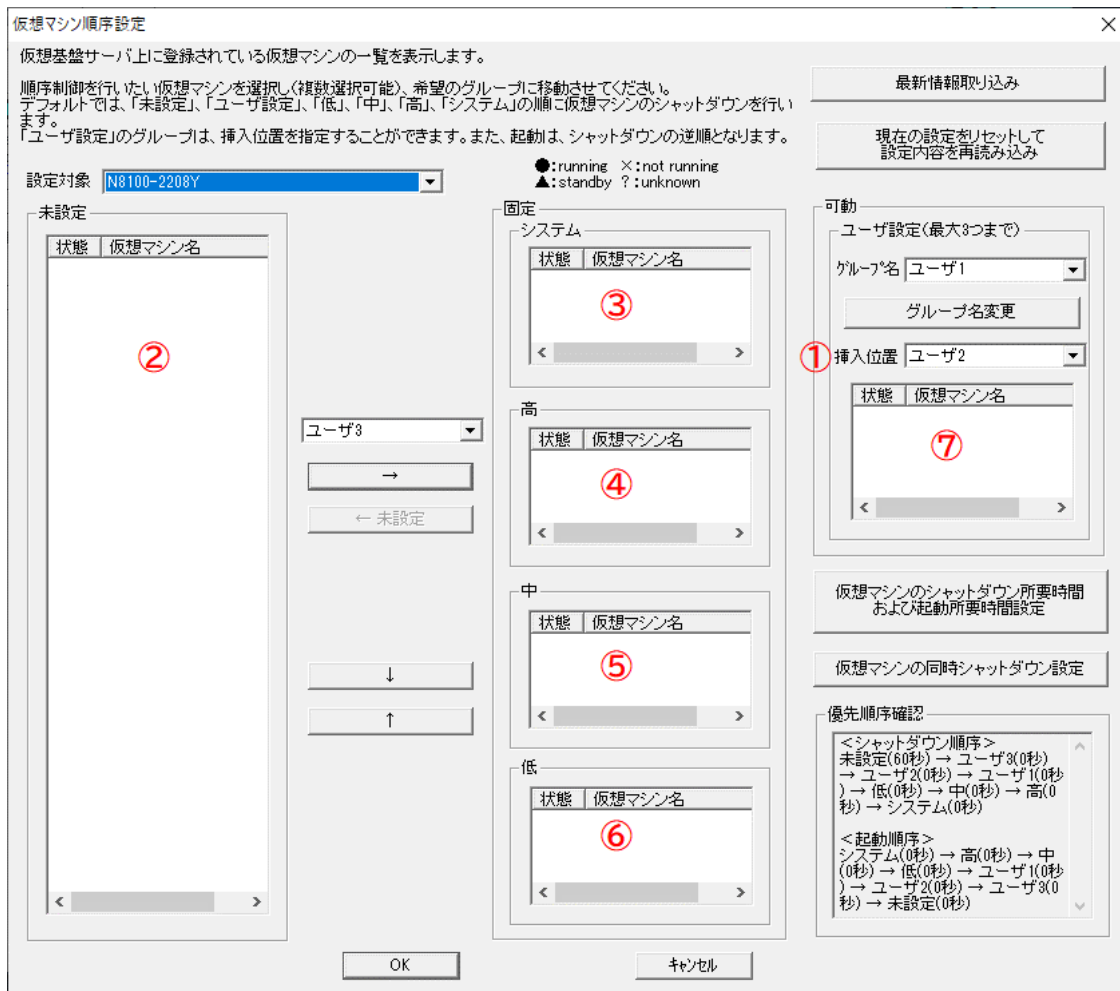 仮想マシン順序設定
仮想基盤サーバ上に登録されている仮想マシンの一覧を表示します。
順序制御を行いたい仮想マシンを選択し(複数選択可能)、希望のグループに移動させてください。
デフォルトでは、「未設定」、「ユーザ設定」、「低」、「中」、「高」、「システム」の順に仮想マシンのシャットダウンを行い
ます。
「ユーザ設定」のグループは、挿入位置を指定することができます。また、起動は、シャットダウンの逆順となります。
最新情報取り込み
現在の設定をリセットして
設定内容を再読み込み
●:running ×:not running
▲:standby ?:unknown
設定対象 N8100-2208Y
未設定
状態 仮想マシン名
②
ユーザ3
→
← 未設定
↓
↑
固定
システム
状態 仮想マシン名
③
高
状態 仮想マシン名
④
中
状態 仮想マシン名
⑤
低
状態 仮想マシン名
⑥
可動
ユーザ設定(最大3つまで)
グループ名 ユーザ1
グループ名変更
①挿入位置 ユーザ2
状態 仮想マシン名
⑦
仮想マシンのシャットダウン所要時間
および起動所要時間設定
仮想マシンの同時シャットダウン設定
優先順序確認
<シャットダウン順序>
未設定(60秒) → ユーザ3(0秒)
→ ユーザ2(0秒) → ユーザ1(0秒
) → 低(0秒) → 中(0秒) → 高(0
秒) → システム(0秒)
<起動順序>
システム(0秒) → 高(0秒) → 中
(0秒) → 低(0秒) → ユーザ1(0秒
) → ユーザ2(0秒) → ユーザ3(0
秒) → 未設定(0秒)
OK
キャンセル